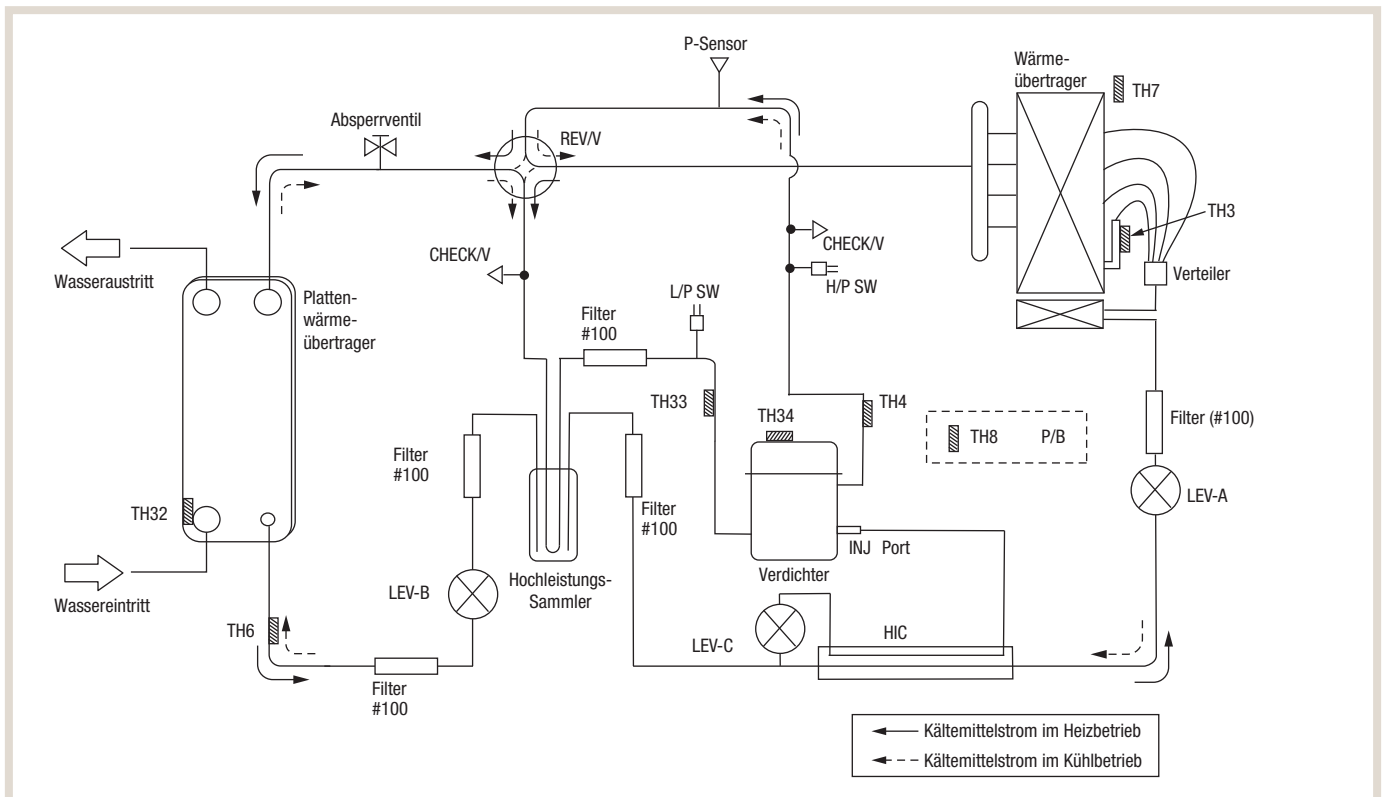 P-Sensor
Wärme-
übertrager
TH7
Absperrventil
REV/V
TH3
CHECK/V
CHECK/V
Wasseraustritt
L/P SW
H/P SW
Verteiler
Platten-
wärme-
übertrager
Filter
#100
TH33
TH4
TH34
Filter (#100)
TH8
P/B
Filter
#100
LEV-A
TH32
Filter
#100
INJ Port
Verdichter
Hochleistungs-
Sammler
LEV-B
Wassereintritt
TH6
LEV-C
HIC
Filter
#100
Kältemittelstrom im Heizbetrieb
Kältemittelstrom im Kühlbetrieb